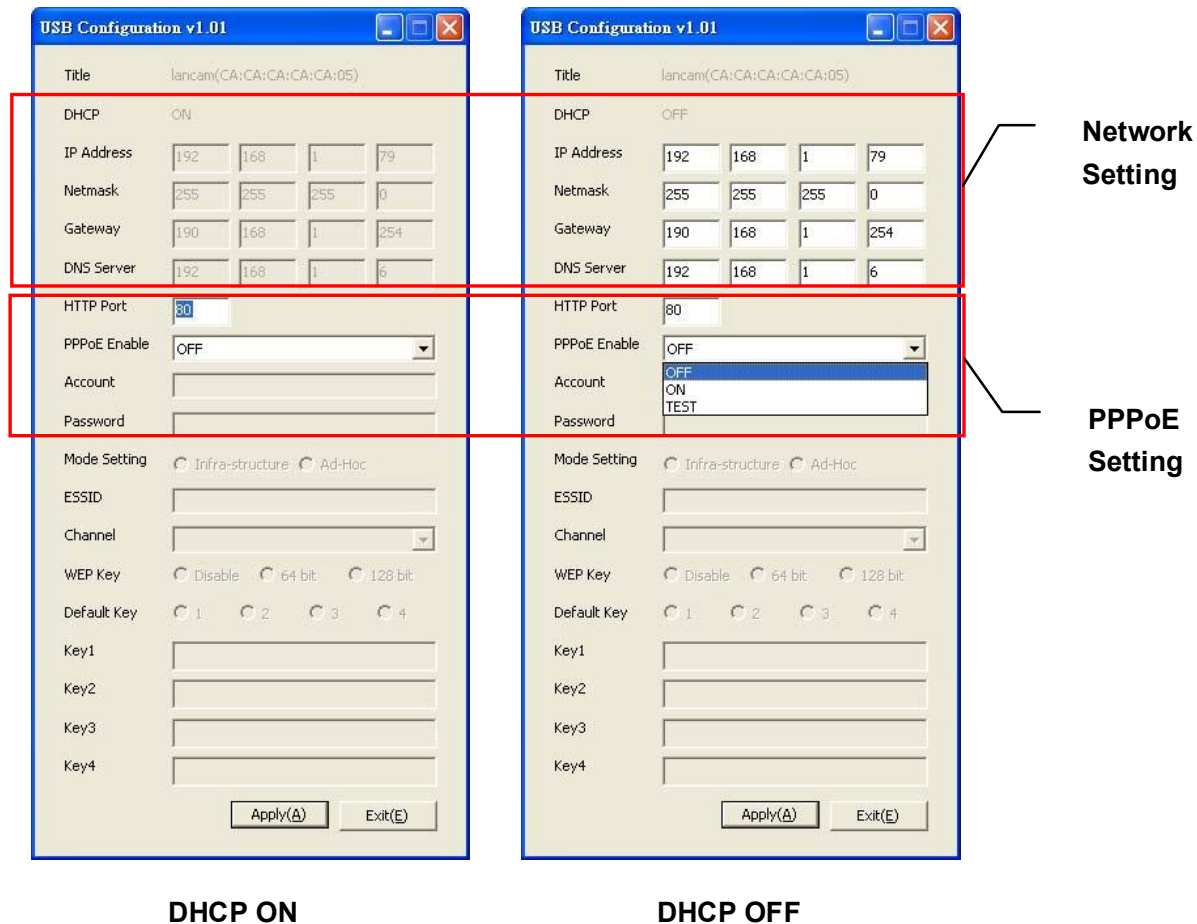 USB Configuration v1.01
Title lancam(CA:CA:CA:CA:CA:05)
DHCP ON
IP Address 192 168 1 79
Netmask 255 255 255 0
Gateway 190 168 1 254
DNS Server 192 168 1 6
HTTP Port 80
PPPoE Enable OFF
Account
Password
Mode Setting Infra-structure Ad-Hoc
ESSID
Channel
WEP Key Disable 64 bit 128 bit
Default Key 1 2 3 4
Key1
Key2
Key3
Key4
Apply(A) Exit(E)
DHCP ON
USB Configuration v1.01
Title lancam(CA:CA:CA:CA:CA:05)
DHCP OFF
IP Address 192 168 1 79
Netmask 255 255 255 0
Gateway 190 168 1 254
DNS Server 192 168 1 6
HTTP Port 80
PPPoE Enable OFF
OFF
Account
ON
TEST
Password
Mode Setting Infra-structure Ad-Hoc
ESSID
Channel
WEP Key Disable 64 bit 128 bit
Default Key 1 2 3 4
Key1
Key2
Key3
Key4
Apply(A) Exit(E)
DHCP OFF
Network
Setting
PPPoE
Setting